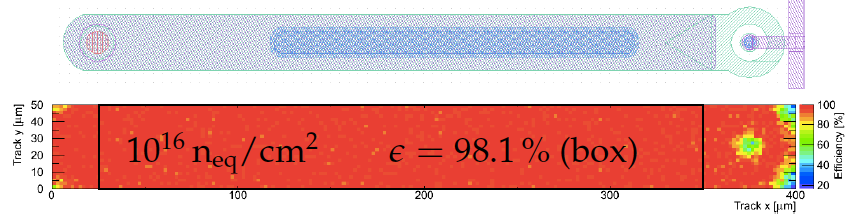 Track y [μm]
50
40
30
20
10
0
10¹⁶ n_eq/cm² ϵ = 98.1 % (box)
100
80
60
40
20
Efficiency [%]
0 100 200 300 400
Track x [μm]